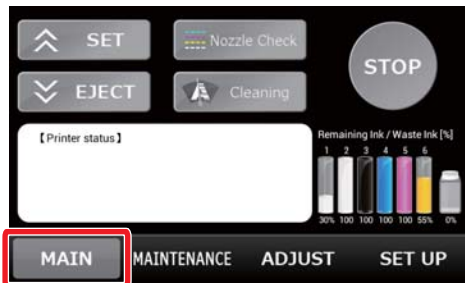 SET
Nozzle Check
STOP
EJECT
Cleaning
【Printer status】
Remaining Ink / Waste Ink [%]
1 2 3 4 5 6
30% 100 100 100 100 55% 0%
MAIN MAINTENANCE ADJUST SET UP